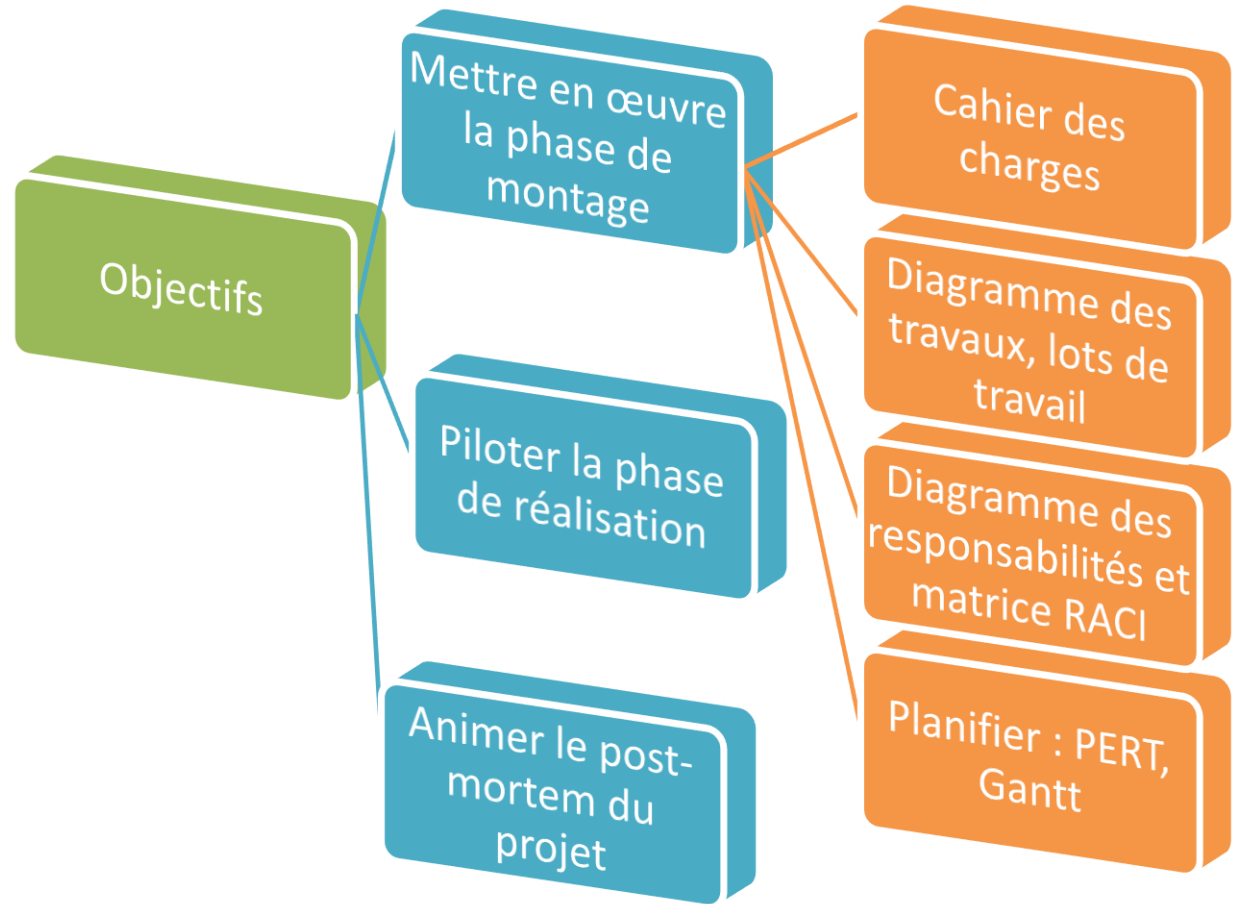 Objectifs
Mettre en œuvre
la phase de
montage
Piloter la phase
de réalisation
Animer le post-
mortem du
projet
Cahier des
charges
Diagramme des
travaux, lots de
travail
Diagramme des
responsabilités et
matrice RACI
Planifier : PERT,
Gantt